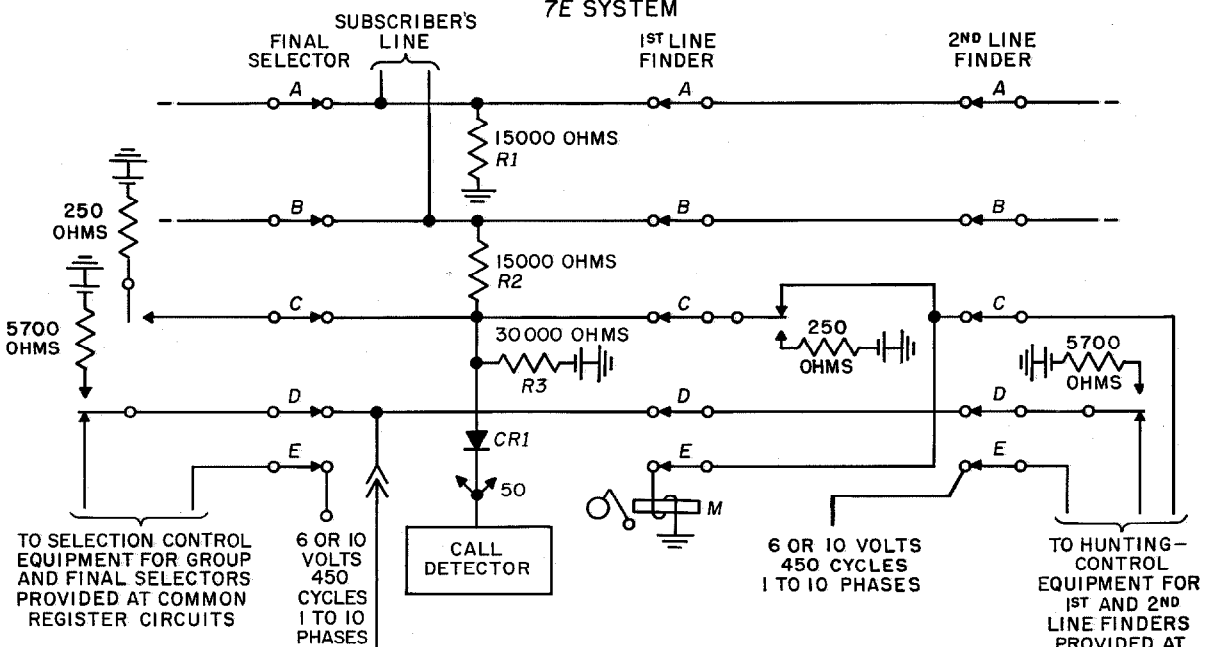 7E SYSTEM
SUBSCRIBER'S
LINE
FINAL
SELECTOR
1ST LINE
FINDER
2ND LINE
FINDER
A
A
A
15000 OHMS
R1
250
OHMS
B
B
B
15000 OHMS
R2
5700
OHMS
C
C
C
30000 OHMS
R3
250
OHMS
5700
OHMS
D
D
D
CR1
E
E
E
50
M
CALL
DETECTOR
TO SELECTION CONTROL
EQUIPMENT FOR GROUP
AND FINAL SELECTORS
PROVIDED AT COMMON
REGISTER CIRCUITS
6 OR 10
VOLTS
450
CYCLES
1 TO 10
PHASES
6 OR 10 VOLTS
450 CYCLES
1 TO 10 PHASES
TO HUNTING-
CONTROL
EQUIPMENT FOR
1ST AND 2ND
LINE FINDERS
PROVIDED AT